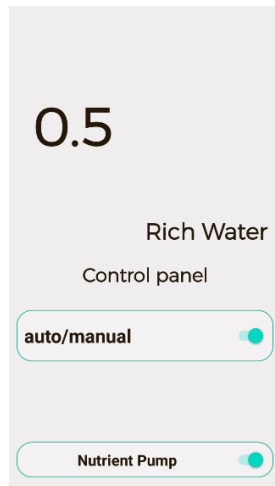 0.5
Rich Water
Control panel
auto/manual
Nutrient Pump